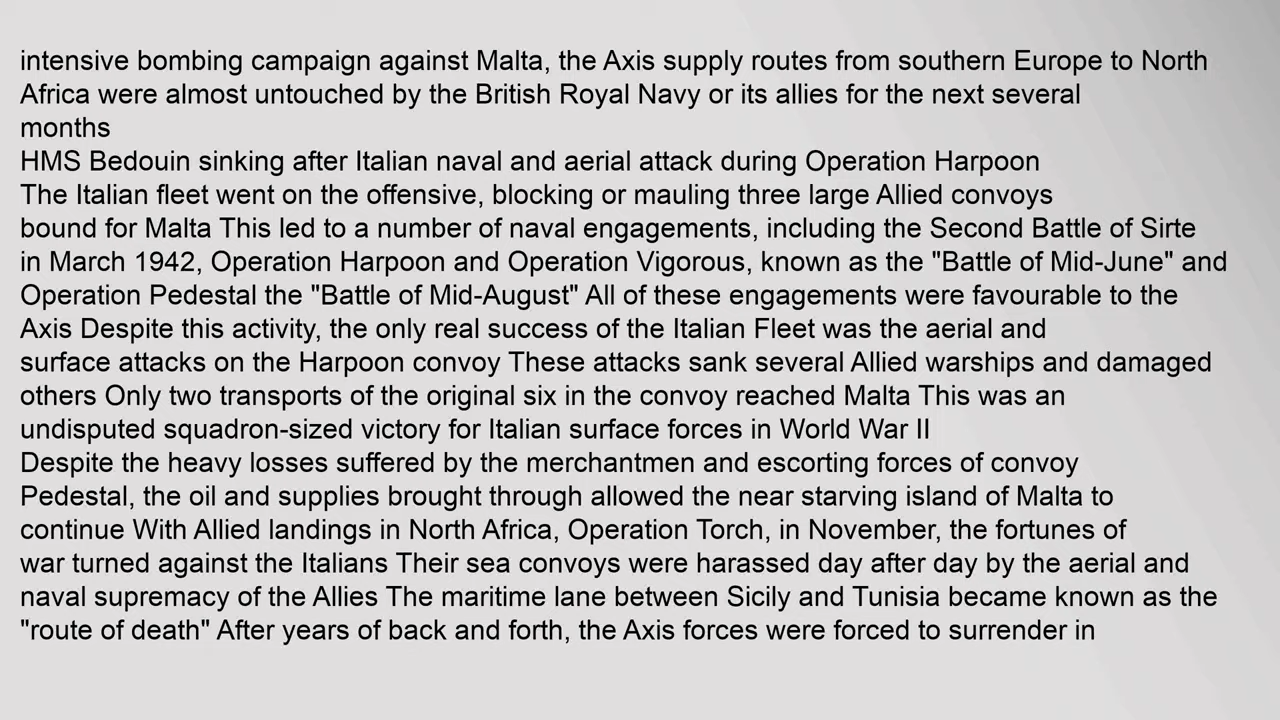 intensive bombing campaign against Malta, the Axis supply routes from southern Europe to North
Africa were almost untouched by the British Royal Navy or its allies for the next several
months
HMS Bedouin sinking after Italian naval and aerial attack during Operation Harpoon
The Italian fleet went on the offensive, blocking or mauling three large Allied convoys
bound for Malta This led to a number of naval engagements, including the Second Battle of Sirte
in March 1942, Operation Harpoon and Operation Vigorous, known as the "Battle of Mid-June" and
Operation Pedestal the "Battle of Mid-August" All of these engagements were favourable to the
Axis Despite this activity, the only real success of the Italian Fleet was the aerial and
surface attacks on the Harpoon convoy These attacks sank several Allied warships and damaged
others Only two transports of the original six in the convoy reached Malta This was an
undisputed squadron-sized victory for Italian surface forces in World War II
Despite the heavy losses suffered by the merchantmen and escorting forces of convoy
Pedestal, the oil and supplies brought through allowed the near starving island of Malta to
continue With Allied landings in North Africa, Operation Torch, in November, the fortunes of
war turned against the Italians Their sea convoys were harassed day after day by the aerial and
naval supremacy of the Allies The maritime lane between Sicily and Tunisia became known as the
"route of death" After years of back and forth, the Axis forces were forced to surrender in